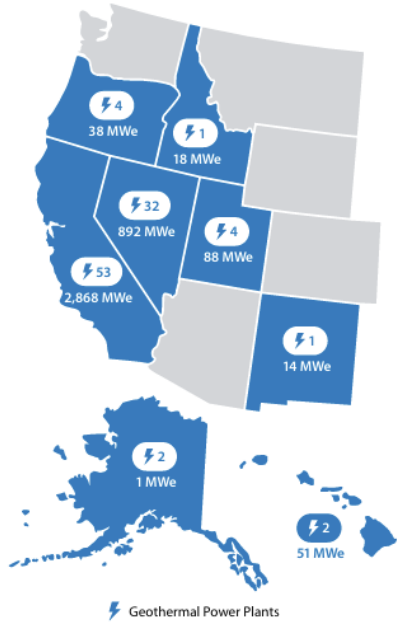 4
38 MWe
1
18 MWe
32
892 MWe
4
88 MWe
53
2,868 MWe
1
14 MWe
2
1 MWe
2
51 MWe
Geothermal Power Plants